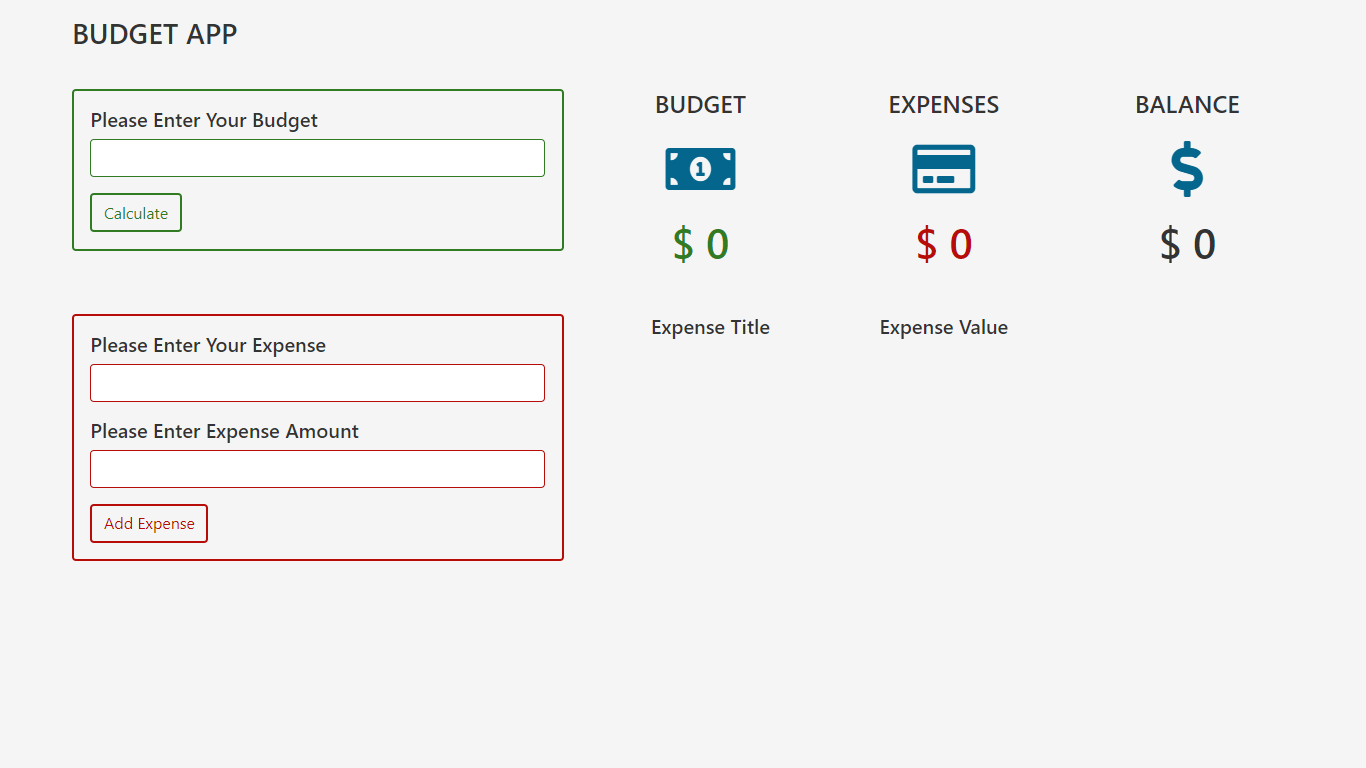 BUDGET APP
Please Enter Your Budget
Calculate
BUDGET
EXPENSES
BALANCE
1
$ 0
$ 0
$ 0
Please Enter Your Expense
Please Enter Expense Amount
Add Expense
Expense Title
Expense Value